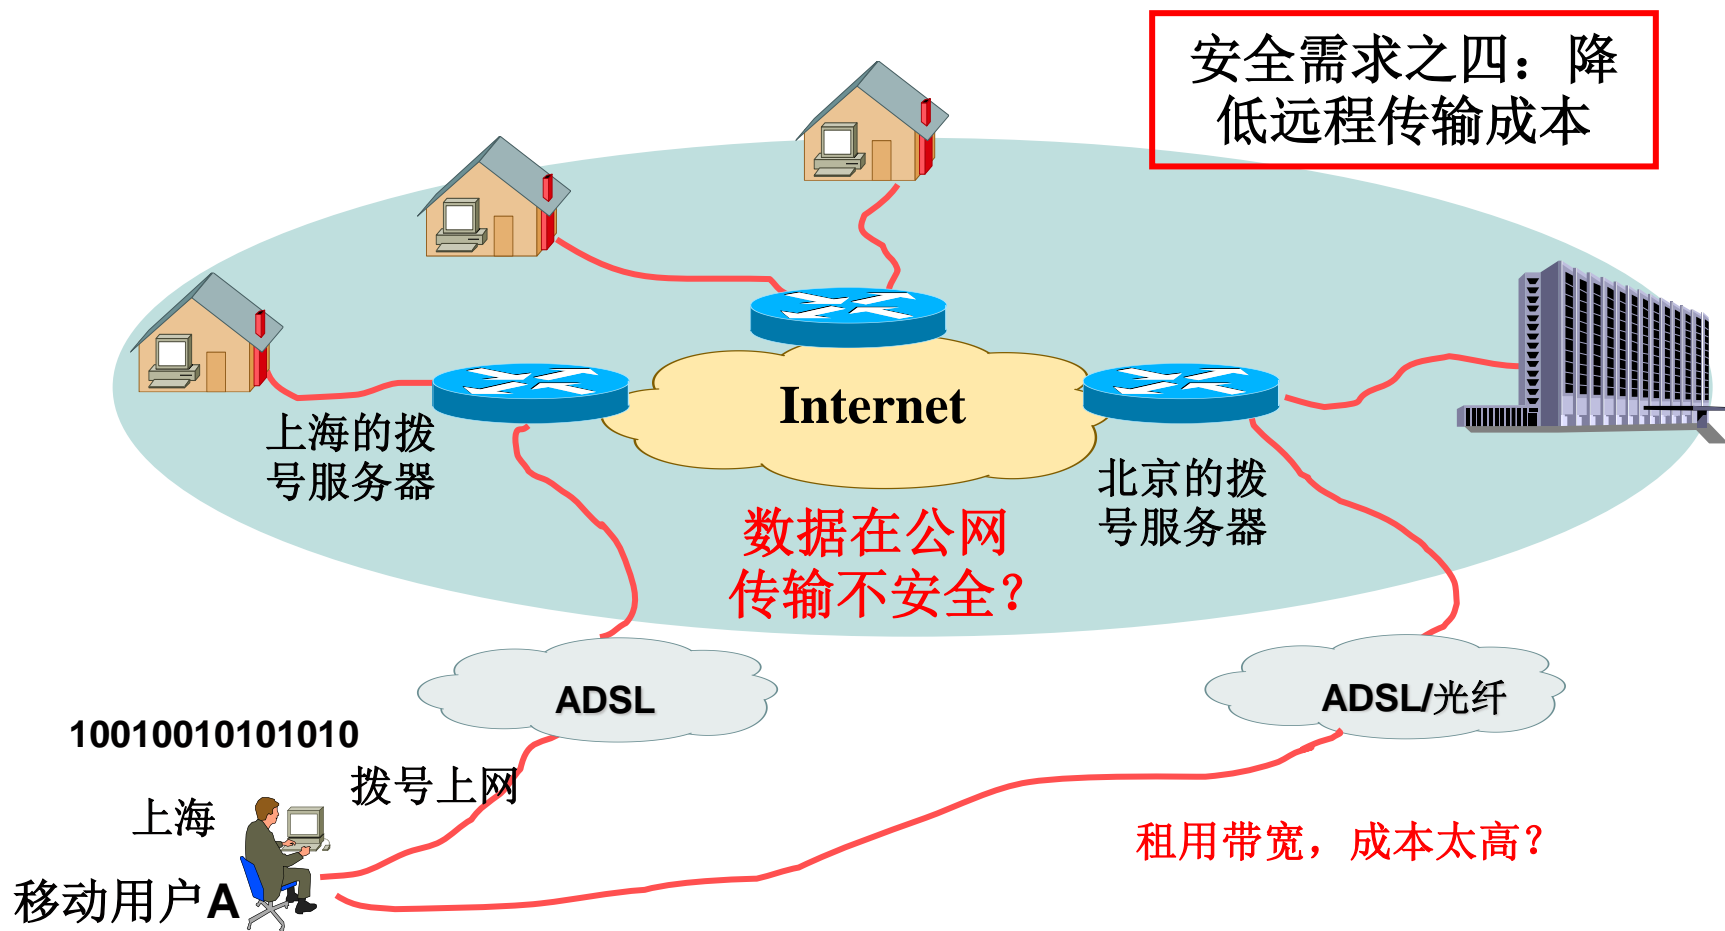 安全需求之四：降
低远程传输成本
Internet
上海的拨
号服务器
北京的拨
号服务器
数据在公网
传输不安全？
ADSL
ADSL/光纤
10010010101010
拨号上网
上海
租用带宽，成本太高？
移动用户A